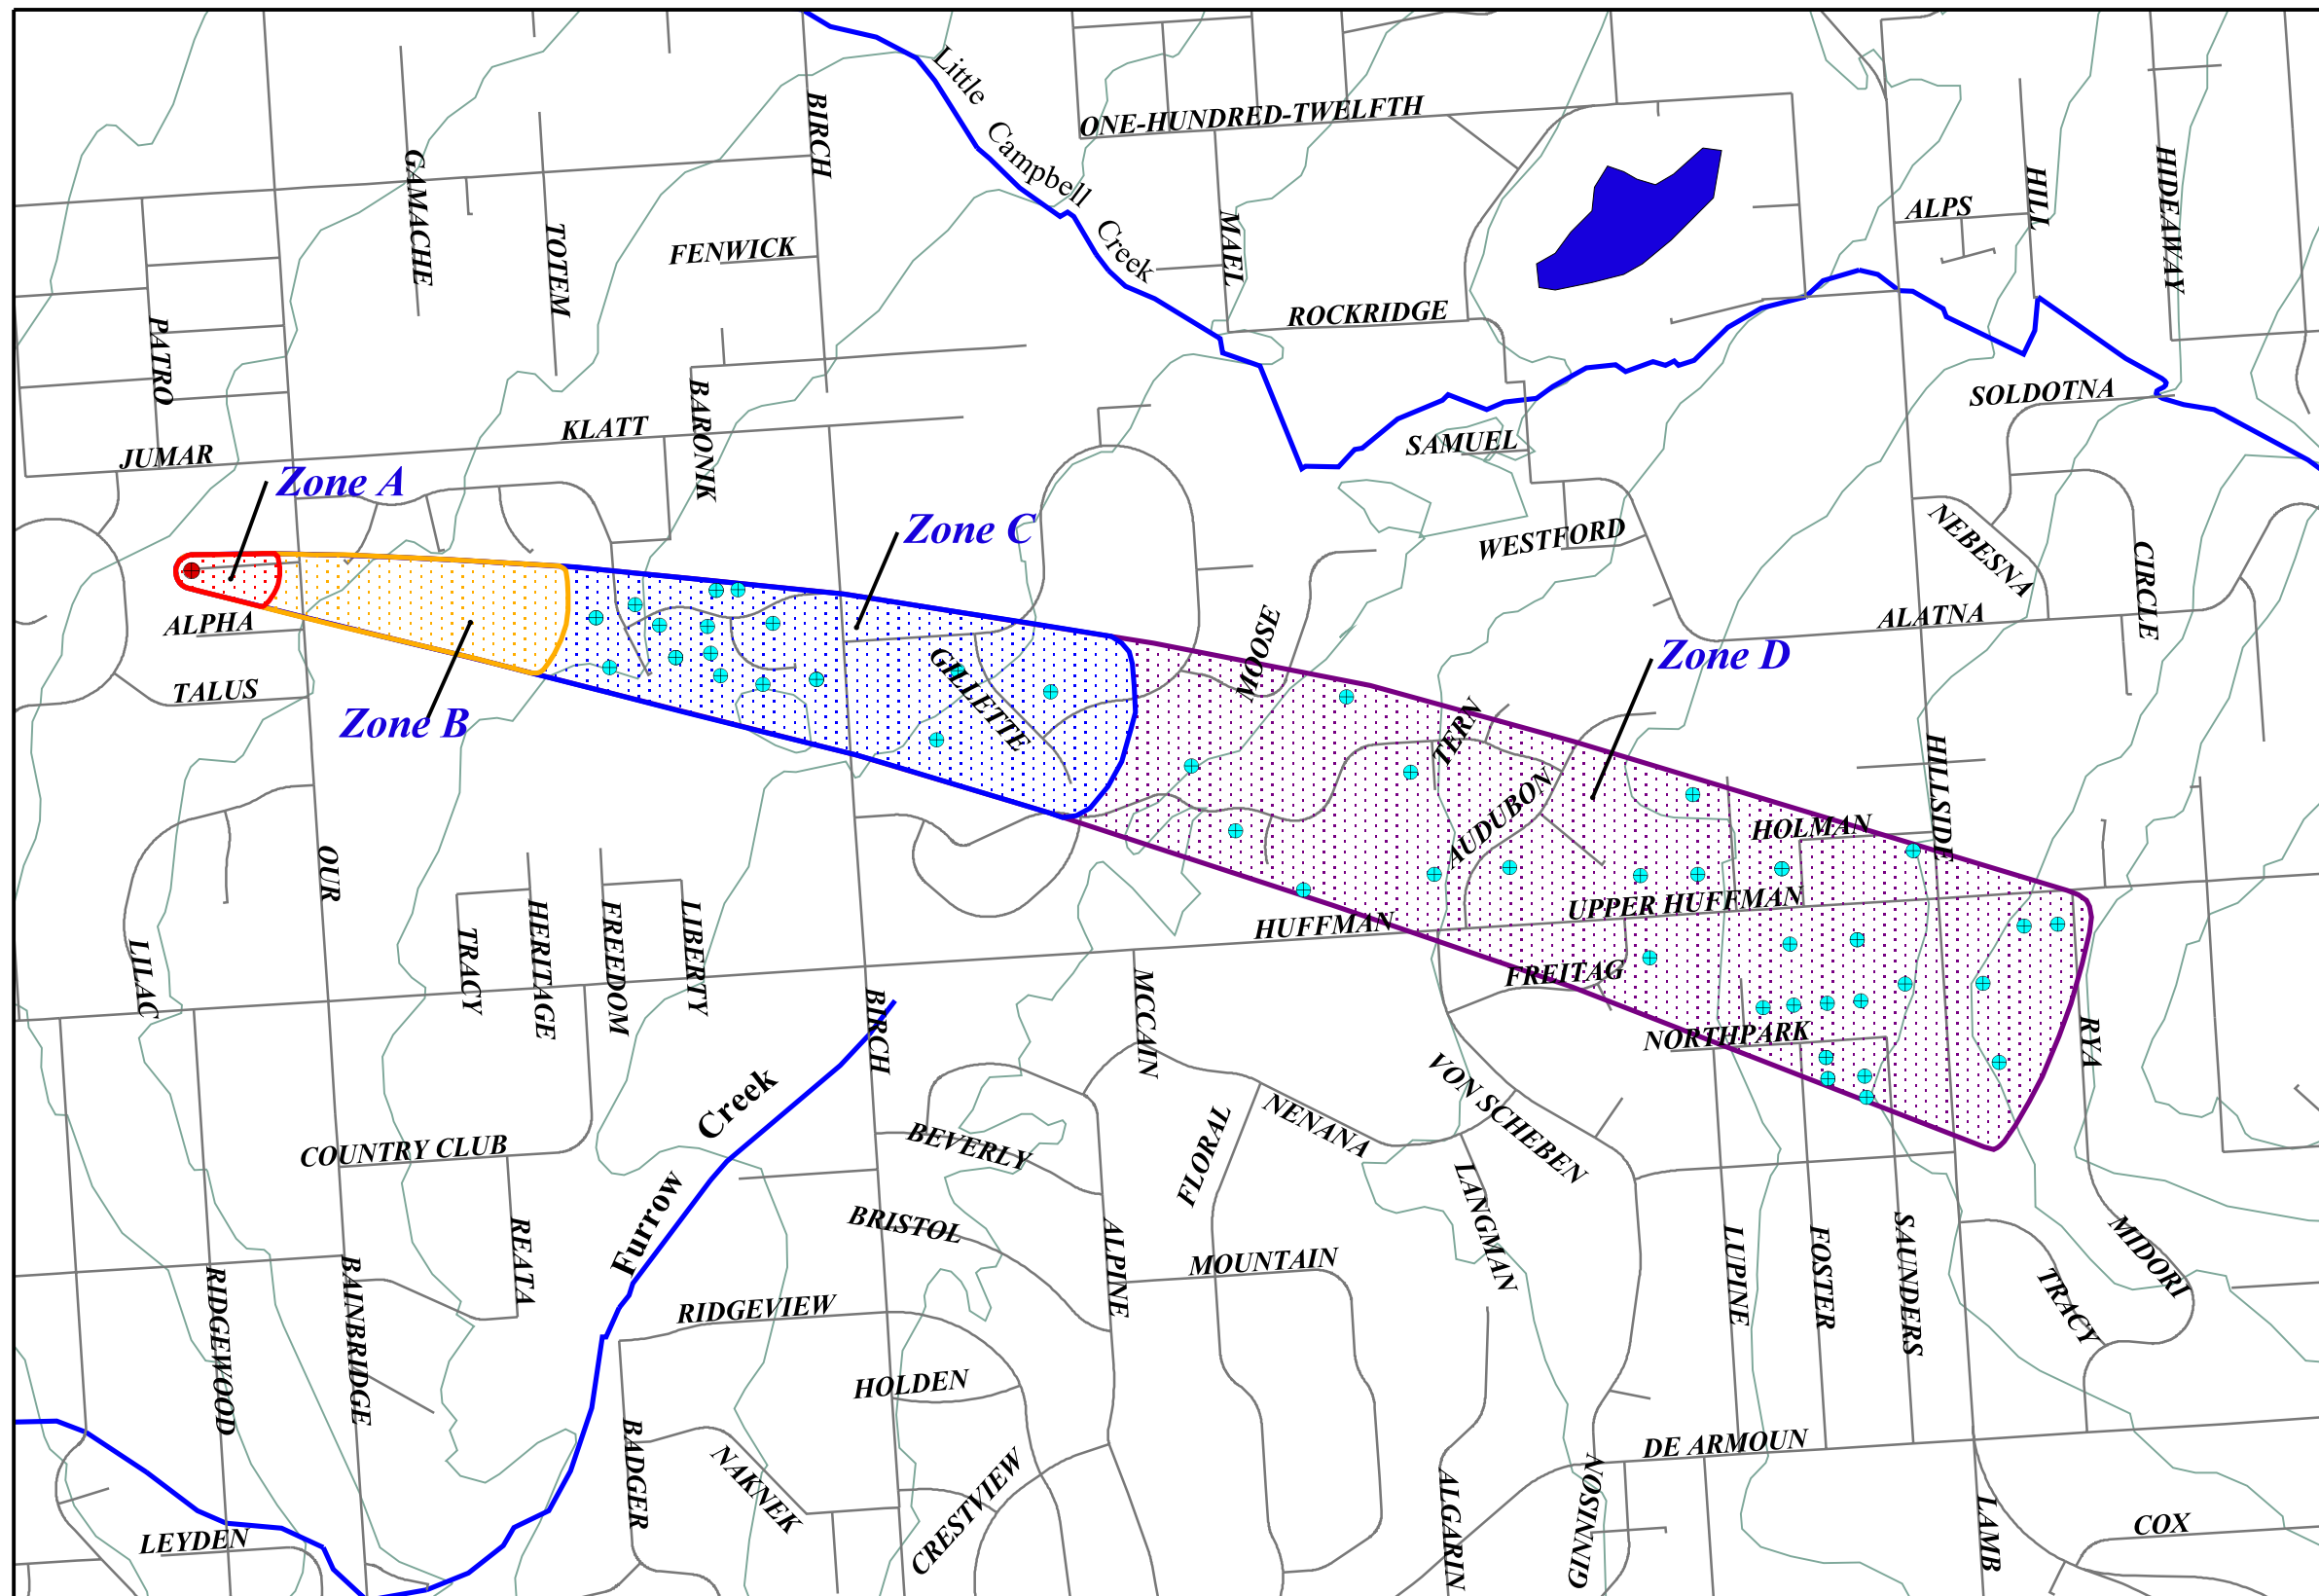 Little
Campbell
Creek
ONE-HUNDRED-TWELFTH
BIRCH
GAMACHE
TOTEM
FENWICK
MAEL
ALPS
HILL
HIDEAWAY
PATRO
ROCKRIDGE
JUMAR
KLATT
BARONIK
SAMUEL
SOLDOTNA
Zone A
Zone C
WESTFORD
NEBESNA
CIRCLE
ALPHA
ALATNA
TALUS
Zone B
GILLETTE
MOOSE
Zone D
TERN
AUDUBON
HOLMAN
HILLSIDE
OUR
UPPER HUFFMAN
HUFFMAN
LILAC
TRACY
HERITAGE
FREEDOM
LIBERTY
FREITAG
BIRCH
MCCAIN
NORTHPARK
RYA
Creek
Furrow
COUNTRY CLUB
BEVERLY
FLORAL
NENANA
VON SCHEBEN
LANGMAN
REATA
BRISTOL
ALPINE
MOUNTAIN
LUPINE
FOSTER
SAUNDERS
MIDORI
TRACY
RIDGEWOOD
BAINBRIDGE
RIDGEVIEW
HOLDEN
BADGER
NAKNEK
CRESTVIEW
DE ARMOUN
ALGARIN
GINNISON
LAMB
COX
LEYDEN